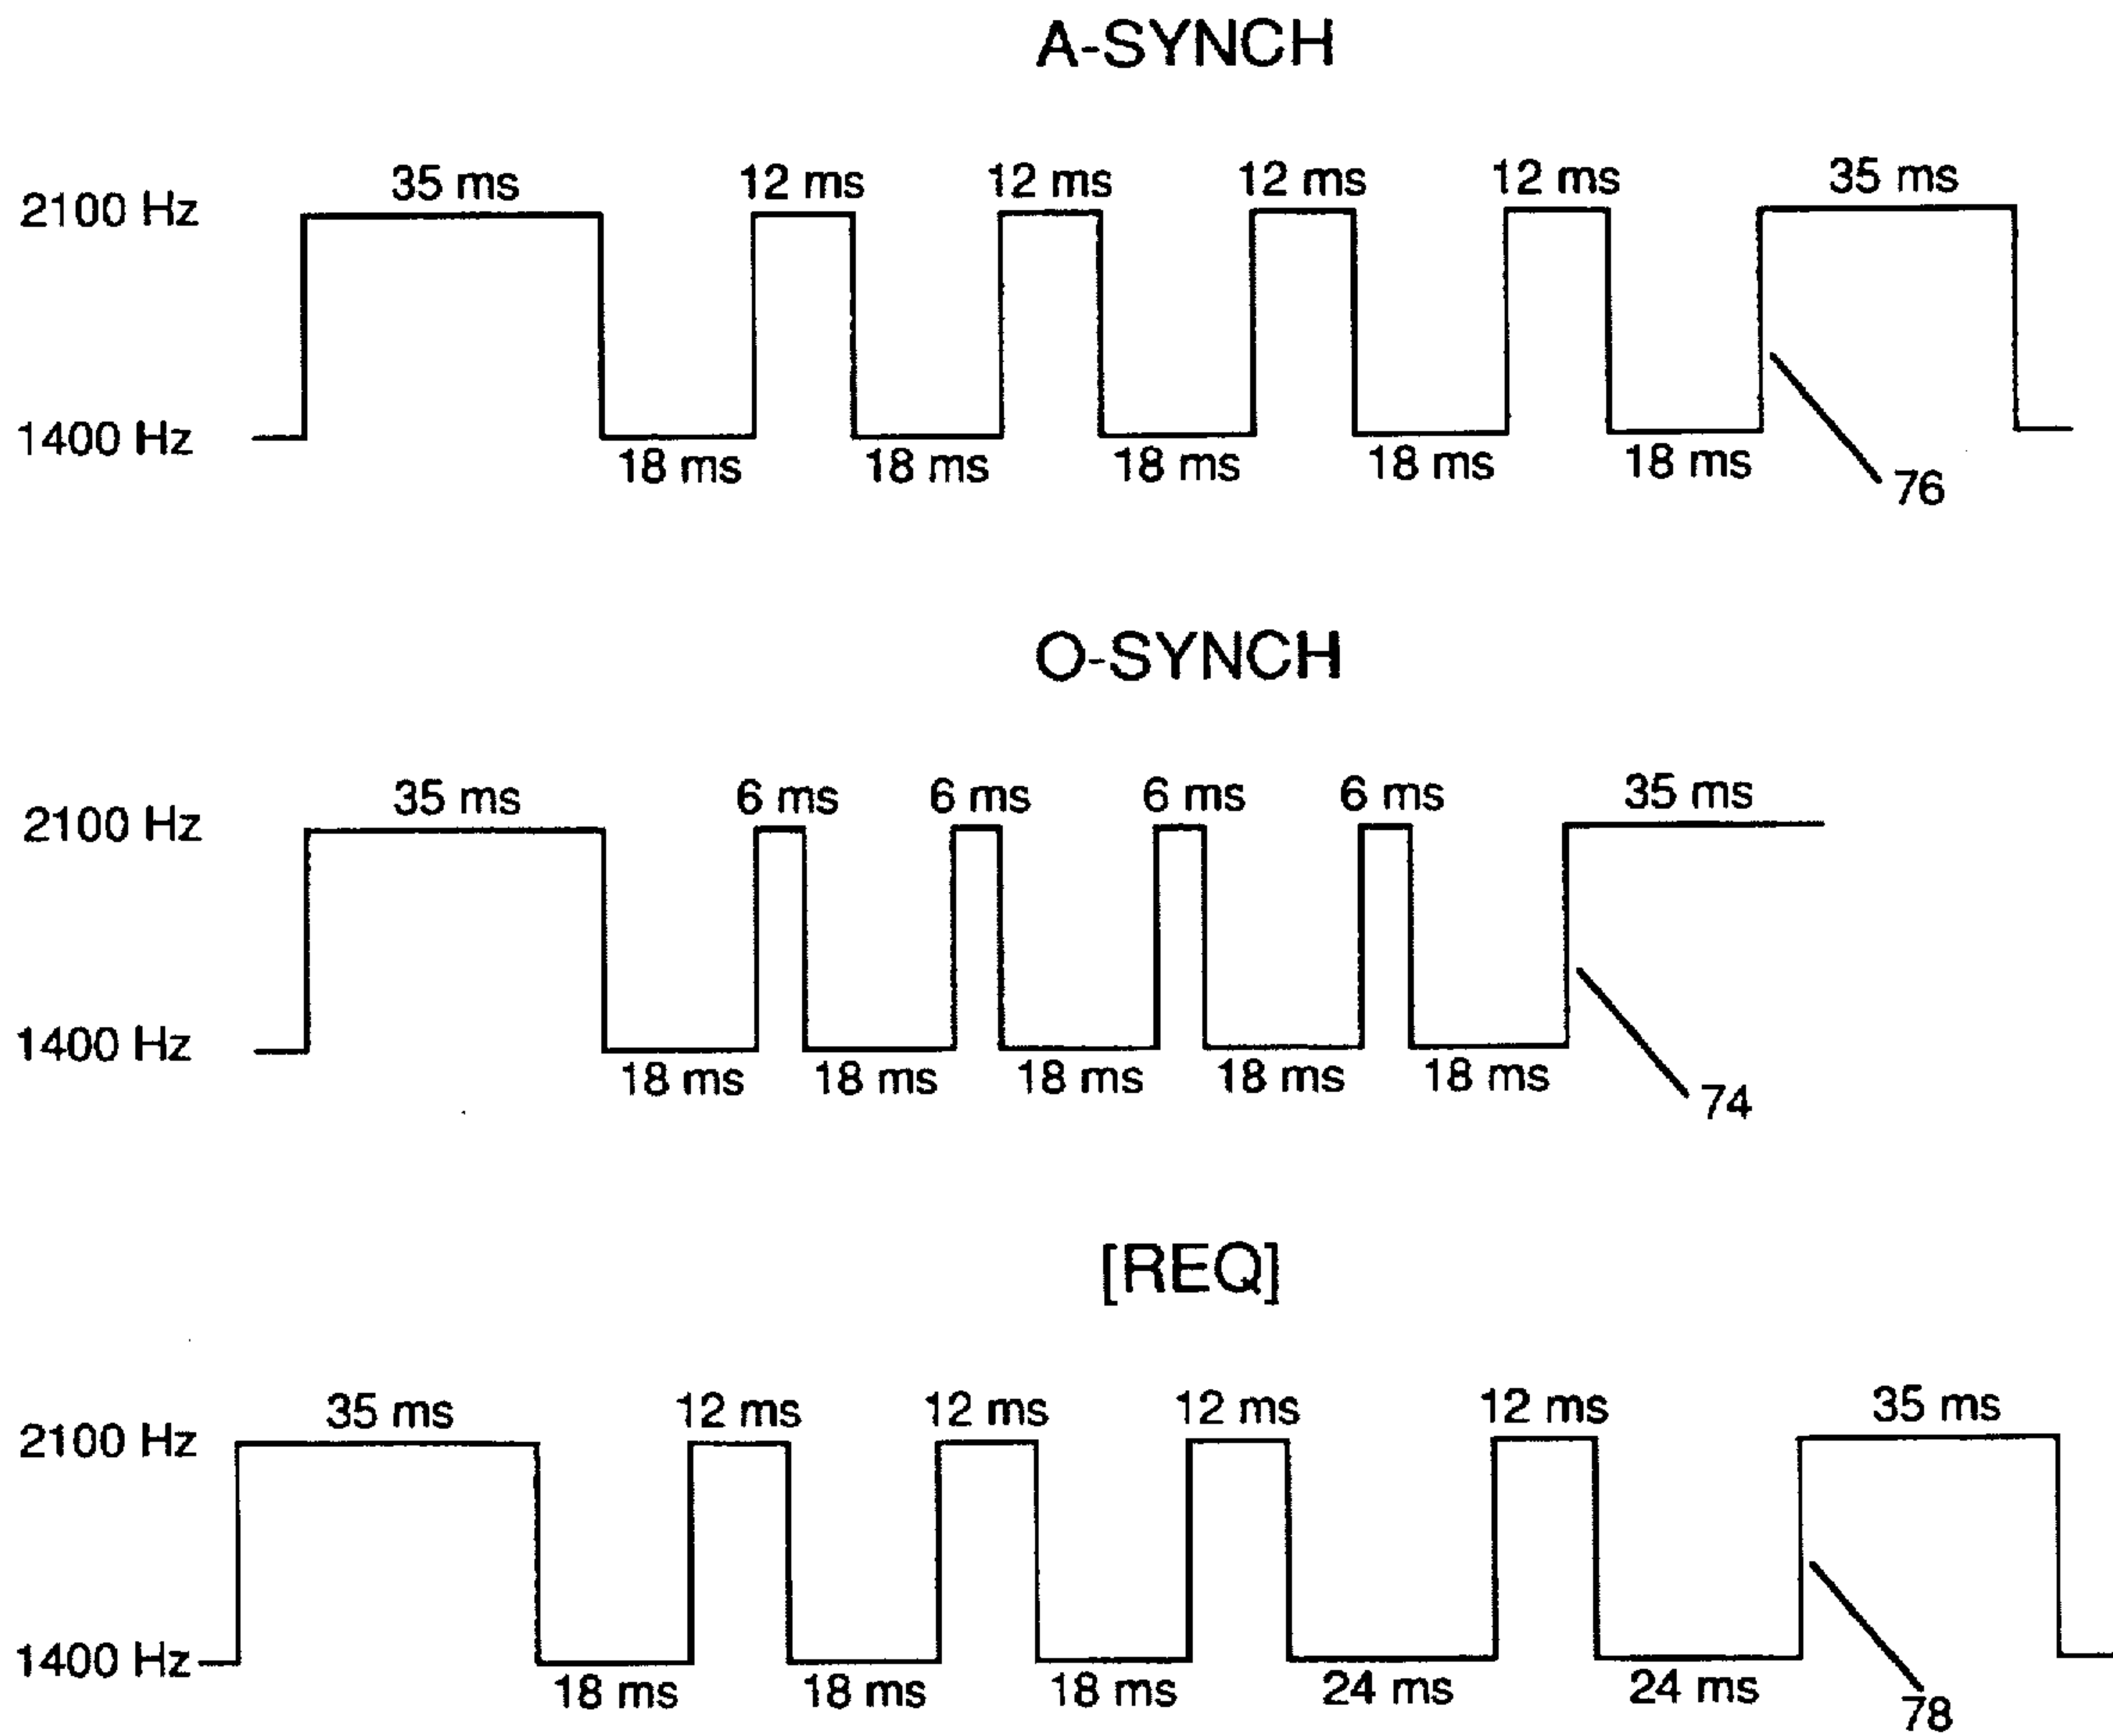 A-SYNCH
35 ms 12 ms 12 ms 12 ms 12 ms 35 ms
2100 Hz
1400 Hz
18 ms 18 ms 18 ms 18 ms 18 ms
76
O-SYNCH
35 ms 6 ms 6 ms 6 ms 6 ms 35 ms
2100 Hz
1400 Hz
18 ms 18 ms 18 ms 18 ms 18 ms
74
[REQ]
35 ms 12 ms 12 ms 12 ms 12 ms 35 ms
2100 Hz
1400 Hz
18 ms 18 ms 18 ms 24 ms 24 ms
78